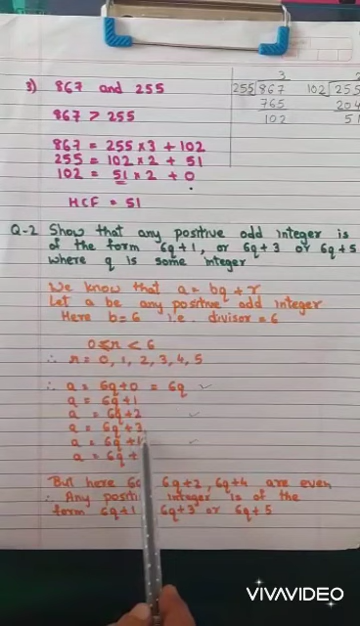 3) 867 and 255
867 > 255
867 = 255 x 3 + 102
255 = 102 x 2 + 51
102 = 51 x 2 + 0
HCF = 51
3
255 867
765
102
102 255
204
51
Q-2 Show that any positive odd integer is
of the form 6q+1, or 6q+3 or 6q+5
where q is some integer
We know that a = bq + r
Let a be any positive odd integer
Here b=6 i.e. divisor = 6
0≤r < 6
∴ r = 0, 1, 2, 3, 4, 5
∴ a = 6q+0 = 6q ✓
a = 6q+1
a = 6q+2 ✓
a = 6q+3
a = 6q+4 ✓
a = 6q+
But here 6q, 6q+2, 6q+4 are even
∴ Any positive integer is of the
form 6q+1 6q+3 or 6q+5
VIVAVIDEO